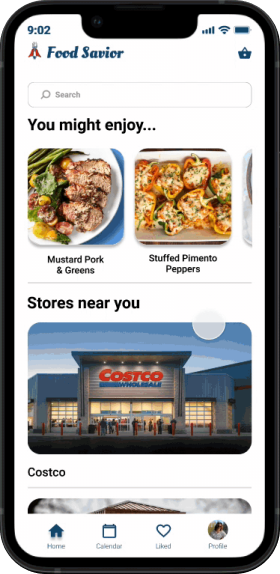 9:02
Food Savior
Search
You might enjoy...
Mustard Pork
& Greens
Stuffed Pimento
Peppers
Stores near you
COSTCO
WHOLESALE
Costco
Home
Calendar
Liked
Profile